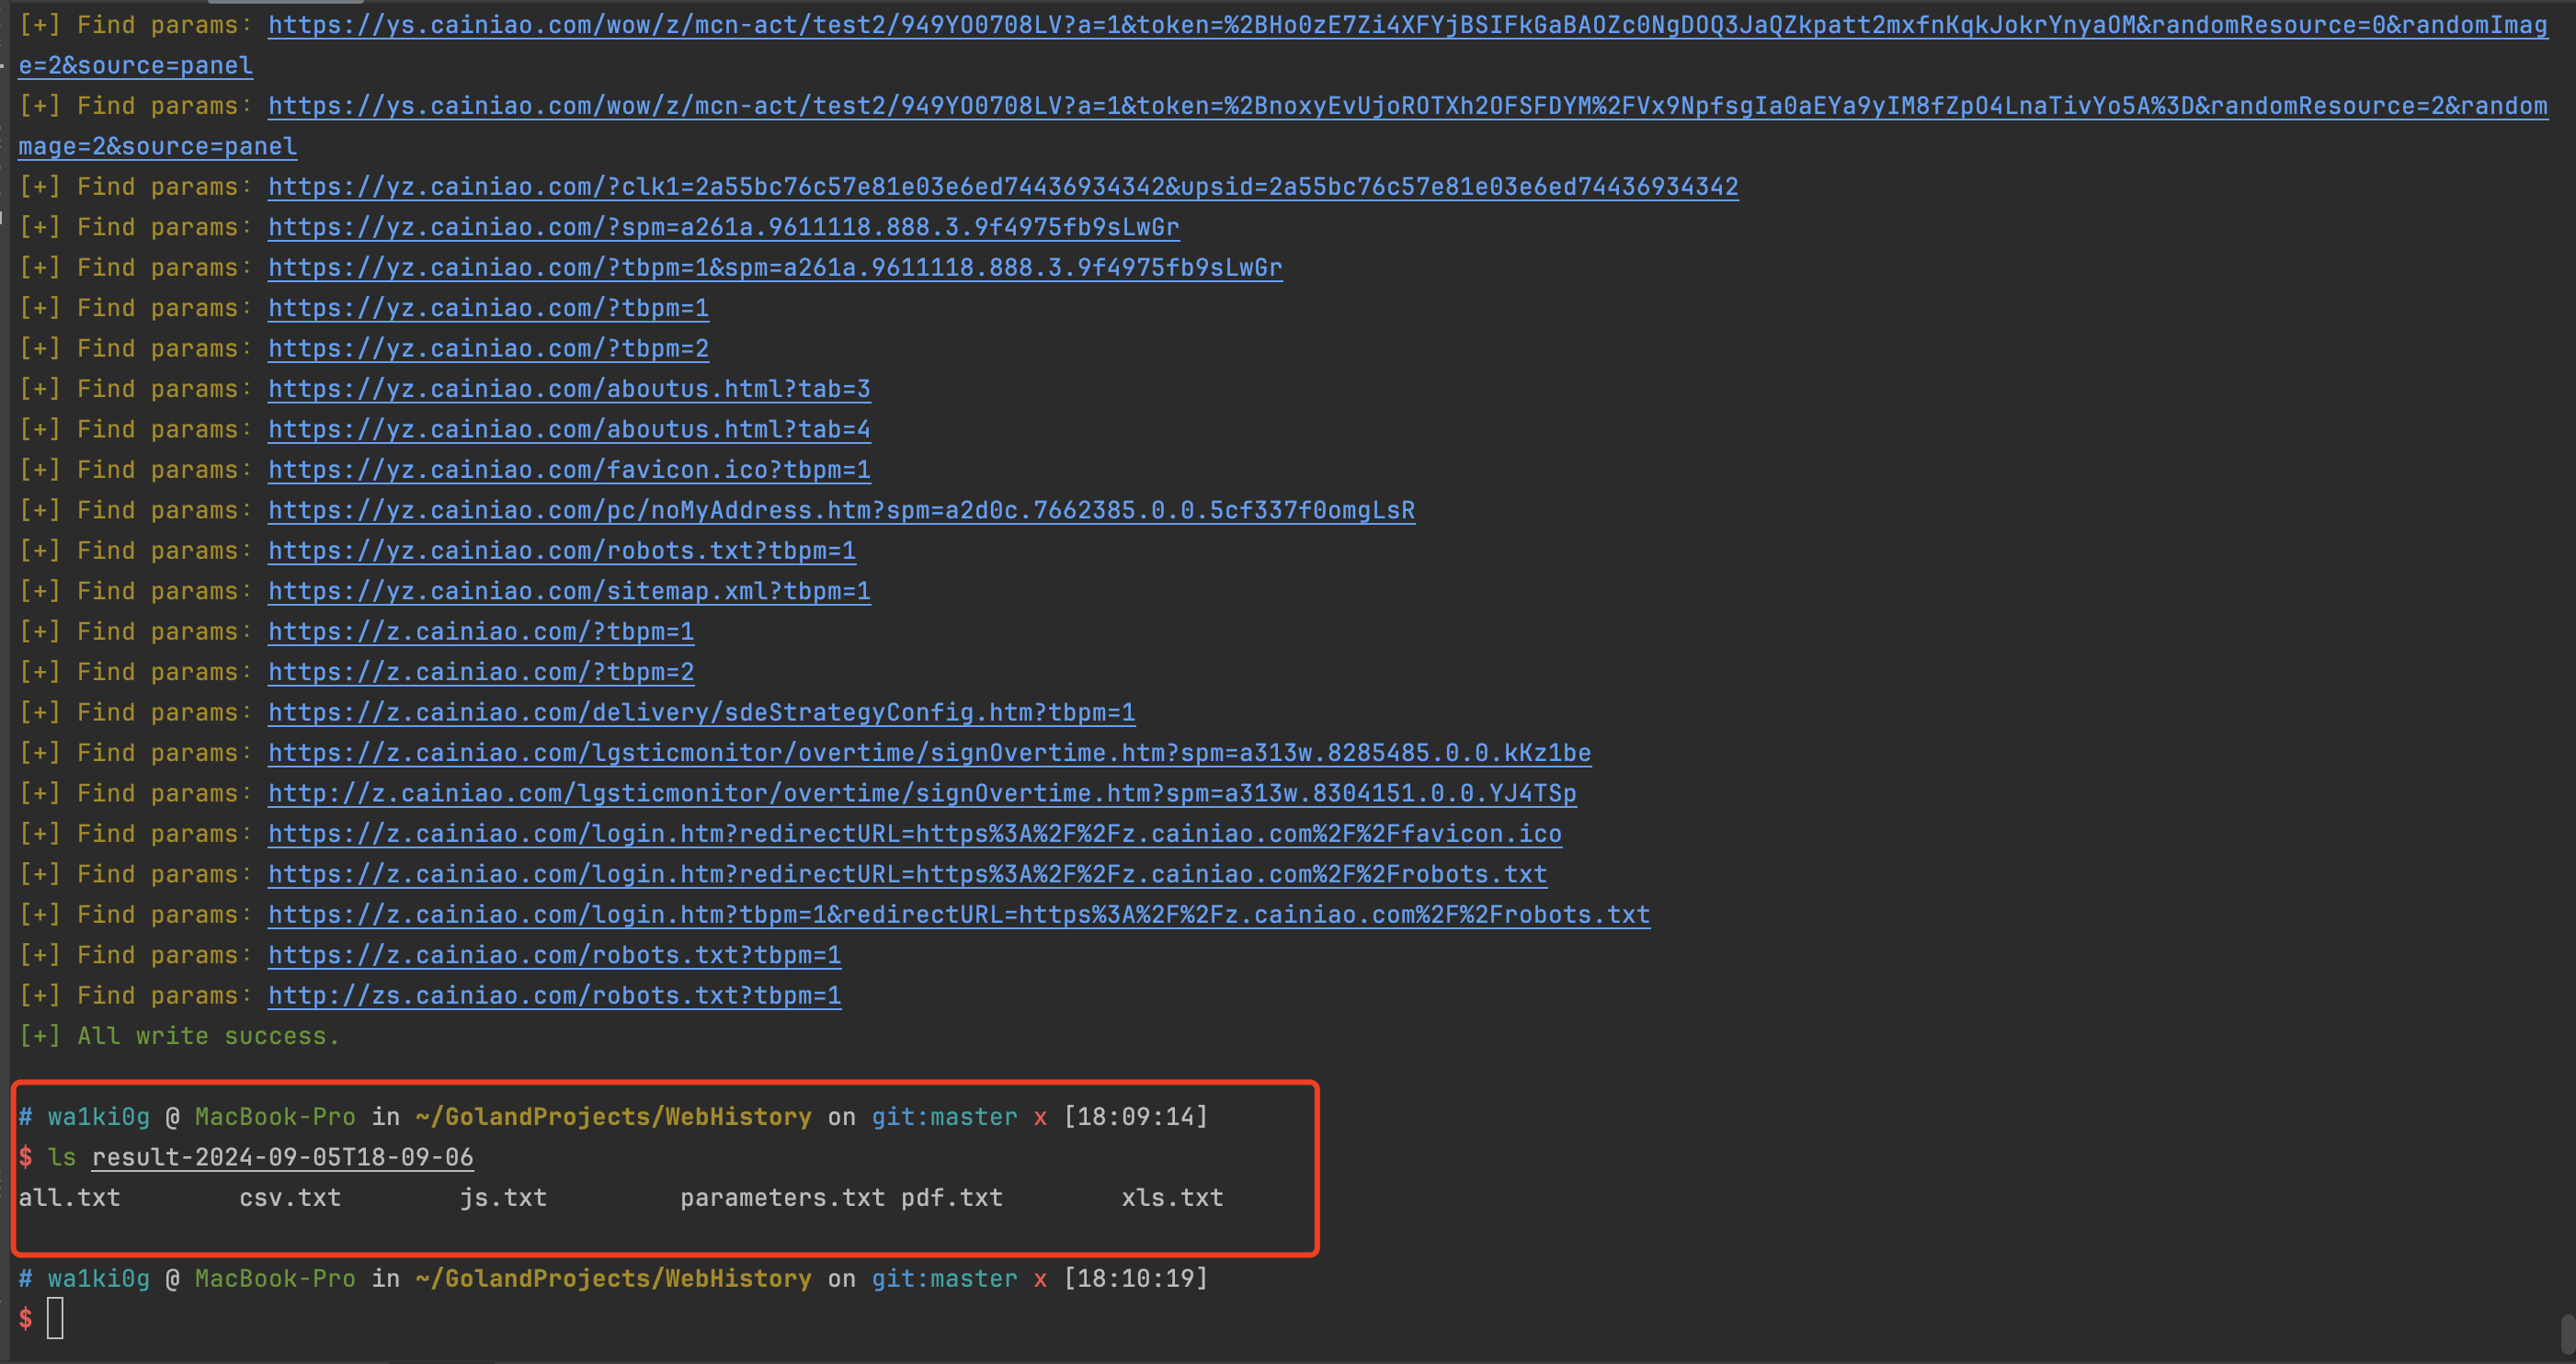 [+] Find params: https://ys.cainiao.com/wow/z/mcn-act/test2/949YO0708LV?a=1&token=%2BHo0zE7Zi4XFYjBSIFkGaBAOZc0NgDOQ3JaQZkpatt2mxfnKqkJokrYnyaOM&randomResource=0&randomImag
e=2&source=panel
[+] Find params: https://ys.cainiao.com/wow/z/mcn-act/test2/949YO0708LV?a=1&token=%2BnoxyEvUjoROTXh2OFSFDYM%2FVx9NpfsgIa0aEYa9yIM8fZpO4LnaTivYo5A%3D&randomResource=2&random
mage=2&source=panel
[+] Find params: https://yz.cainiao.com/?clk1=2a55bc76c57e81e03e6ed74436934342&upsid=2a55bc76c57e81e03e6ed74436934342
[+] Find params: https://yz.cainiao.com/?spm=a261a.9611118.888.3.9f4975fb9sLwGr
[+] Find params: https://yz.cainiao.com/?tbpm=1&spm=a261a.9611118.888.3.9f4975fb9sLwGr
[+] Find params: https://yz.cainiao.com/?tbpm=1
[+] Find params: https://yz.cainiao.com/?tbpm=2
[+] Find params: https://yz.cainiao.com/aboutus.html?tab=3
[+] Find params: https://yz.cainiao.com/aboutus.html?tab=4
[+] Find params: https://yz.cainiao.com/favicon.ico?tbpm=1
[+] Find params: https://yz.cainiao.com/pc/noMyAddress.htm?spm=a2d0c.7662385.0.0.5cf337f0omgLsR
[+] Find params: https://yz.cainiao.com/robots.txt?tbpm=1
[+] Find params: https://yz.cainiao.com/sitemap.xml?tbpm=1
[+] Find params: https://z.cainiao.com/?tbpm=1
[+] Find params: https://z.cainiao.com/?tbpm=2
[+] Find params: https://z.cainiao.com/delivery/sdeStrategyConfig.htm?tbpm=1
[+] Find params: https://z.cainiao.com/lgsticmonitor/overtime/signOvertime.htm?spm=a313w.8285485.0.0.kKz1be
[+] Find params: http://z.cainiao.com/lgsticmonitor/overtime/signOvertime.htm?spm=a313w.8304151.0.0.YJ4TSp
[+] Find params: https://z.cainiao.com/login.htm?redirectURL=https%3A%2F%2Fz.cainiao.com%2F%2Ffavicon.ico
[+] Find params: https://z.cainiao.com/login.htm?redirectURL=https%3A%2F%2Fz.cainiao.com%2F%2Frobots.txt
[+] Find params: https://z.cainiao.com/login.htm?tbpm=1&redirectURL=https%3A%2F%2Fz.cainiao.com%2F%2Frobots.txt
[+] Find params: https://z.cainiao.com/robots.txt?tbpm=1
[+] Find params: http://zs.cainiao.com/robots.txt?tbpm=1
[+] All write success.
# wa1ki0g @ MacBook-Pro in ~/GolandProjects/WebHistory on git:master x [18:09:14]
$ ls result-2024-09-05T18-09-06
all.txt csv.txt js.txt parameters.txt pdf.txt xls.txt
# wa1ki0g @ MacBook-Pro in ~/GolandProjects/WebHistory on git:master x [18:10:19]
$